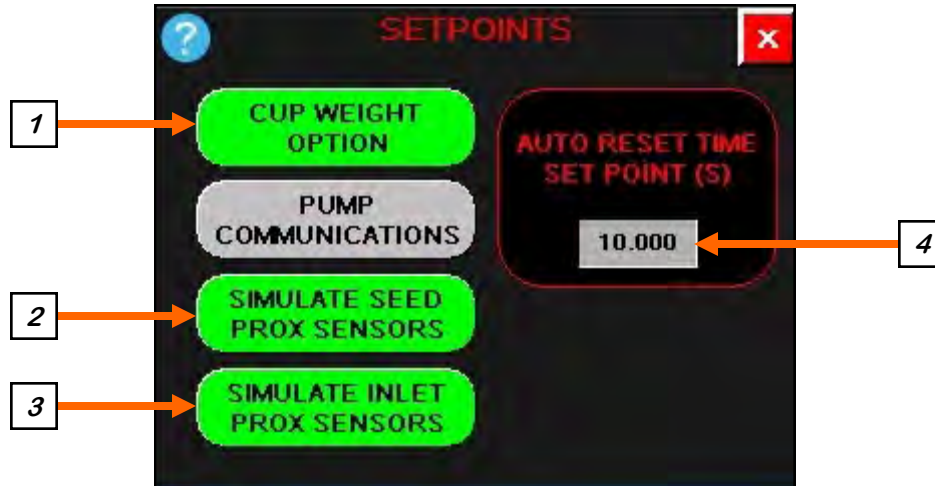 ?
SETPOINTS
X
1
CUP WEIGHT
OPTION
PUMP
COMMUNICATIONS
2
SIMULATE SEED
PROX SENSORS
3
SIMULATE INLET
PROX SENSORS
AUTO RESET TIME
SET POINT (S)
10.000
4